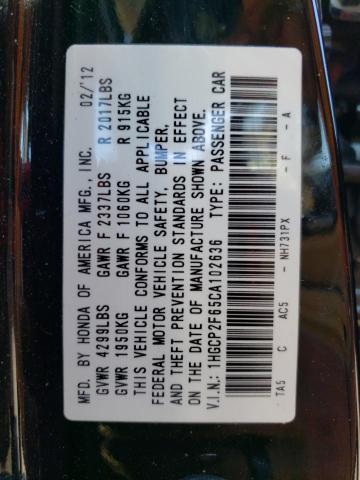 MFD. BY HONDA OF AMERICA MFG., INC. 02/'12
GVWR 4299LBS GAWR F 2337LBS R 2017LBS
GVWR 1950KG GAWR F 1060KG R 915KG
THIS VEHICLE CONFORMS TO ALL APPLICABLE
FEDERAL MOTOR VEHICLE SAFETY, BUMPER,
AND THEFT PREVENTION STANDARDS IN EFFECT
ON THE DATE OF MANUFACTURE SHOWN ABOVE.
V.I.N.: 1HGCP2F65CA102636 TYPE: PASSENGER CAR
TA5 C AC5 - NH731PX - F - A